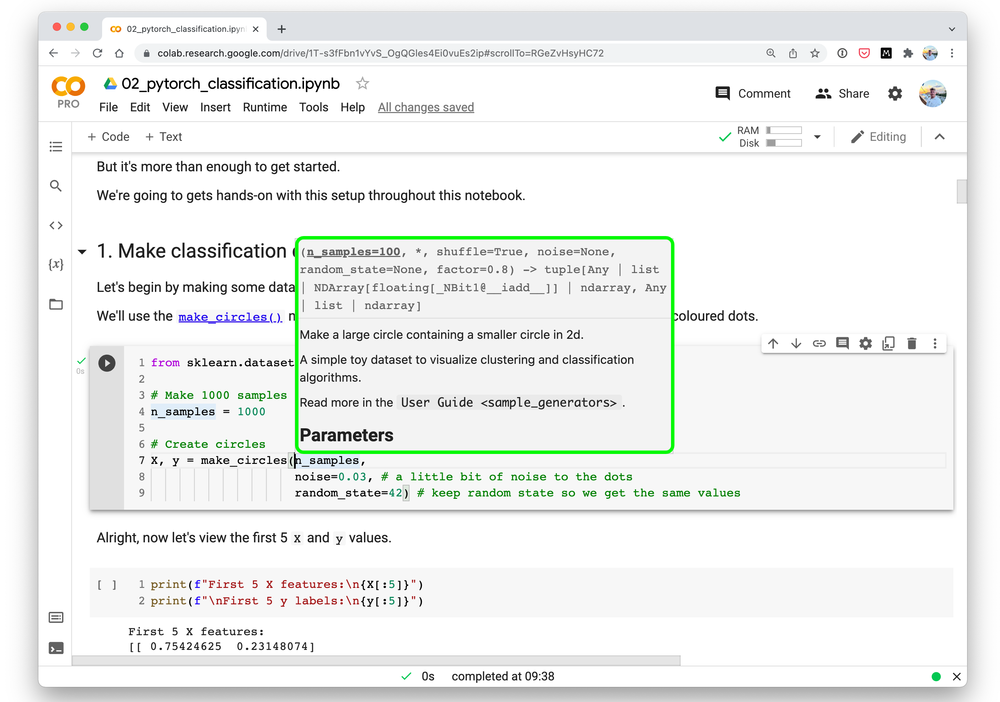 02_pytorch_classification.ipyn
colab.research.google.com/drive/1T-s3fFbn1vYvS_OgQGles4Ei0vuEs2ip#scrollTo=RGeZvHsyHC72
PRO
02_pytorch_classification.ipynb
File Edit View Insert Runtime Tools Help All changes saved
Comment Share
+ Code + Text
RAM
Disk
Editing
But it's more than enough to get started.
We're going to gets hands-on with this setup throughout this notebook.
1. Make classification
Let's begin by making some data
We'll use the make_circles()
coloured dots.
(n_samples=100, *, shuffle=True, noise=None,
random_state=None, factor=0.8) -> tuple[Any | list
| NDArray[floating[_NBit1@__iadd__]] | ndarray, Any
| list | ndarray]
Make a large circle containing a smaller circle in 2d.
A simple toy dataset to visualize clustering and classification
algorithms.
Read more in the User Guide <sample_generators> .
Parameters
0s
1 from sklearn.dataset
2
3 # Make 1000 samples
4 n_samples = 1000
5
6 # Create circles
7 X, y = make_circles(n_samples,
8 noise=0.03, # a little bit of noise to the dots
9 random_state=42) # keep random state so we get the same values
Alright, now let's view the first 5 x and y values.
[ ] 1 print(f"First 5 X features:\n{X[:5]}")
2 print(f"\nFirst 5 y labels:\n{y[:5]}")
First 5 X features:
[[ 0.75424625 0.23148074]
0s completed at 09:38